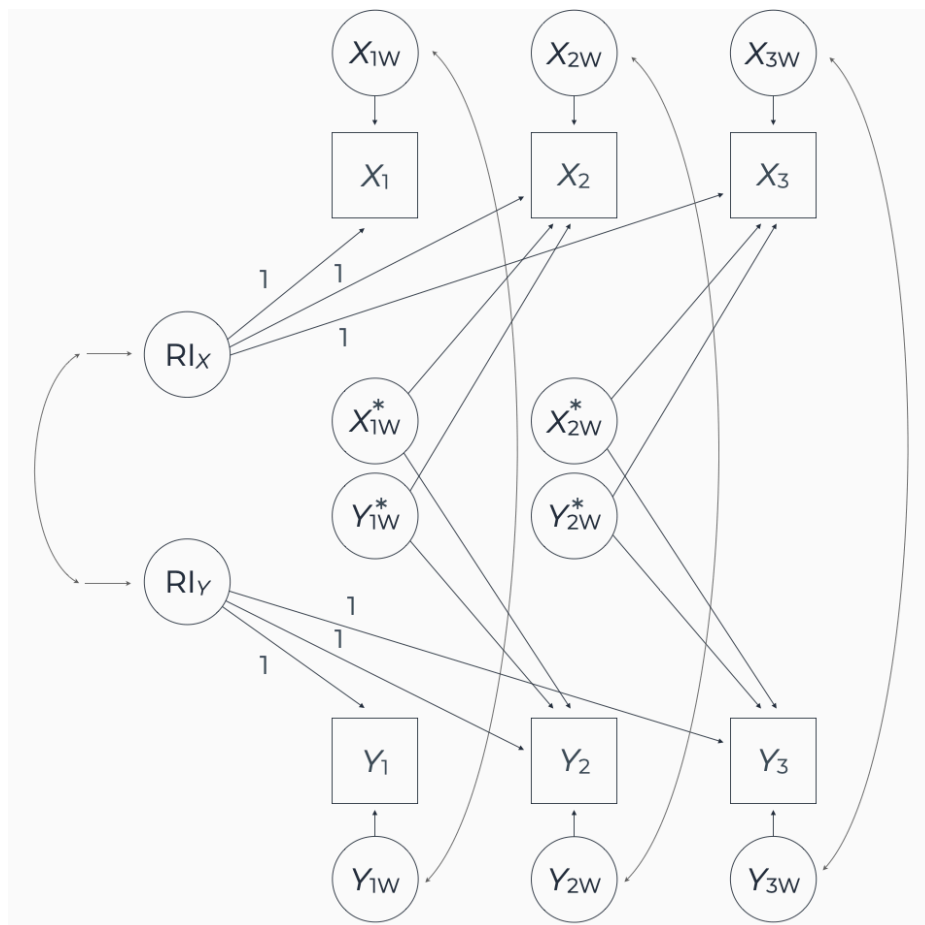 X1W X2W X3W
X1 X2 X3
1 1
1
RIX
X*1W X*2W
Y*1W Y*2W
RIY
1
1
1
Y1 Y2 Y3
Y1W Y2W Y3W